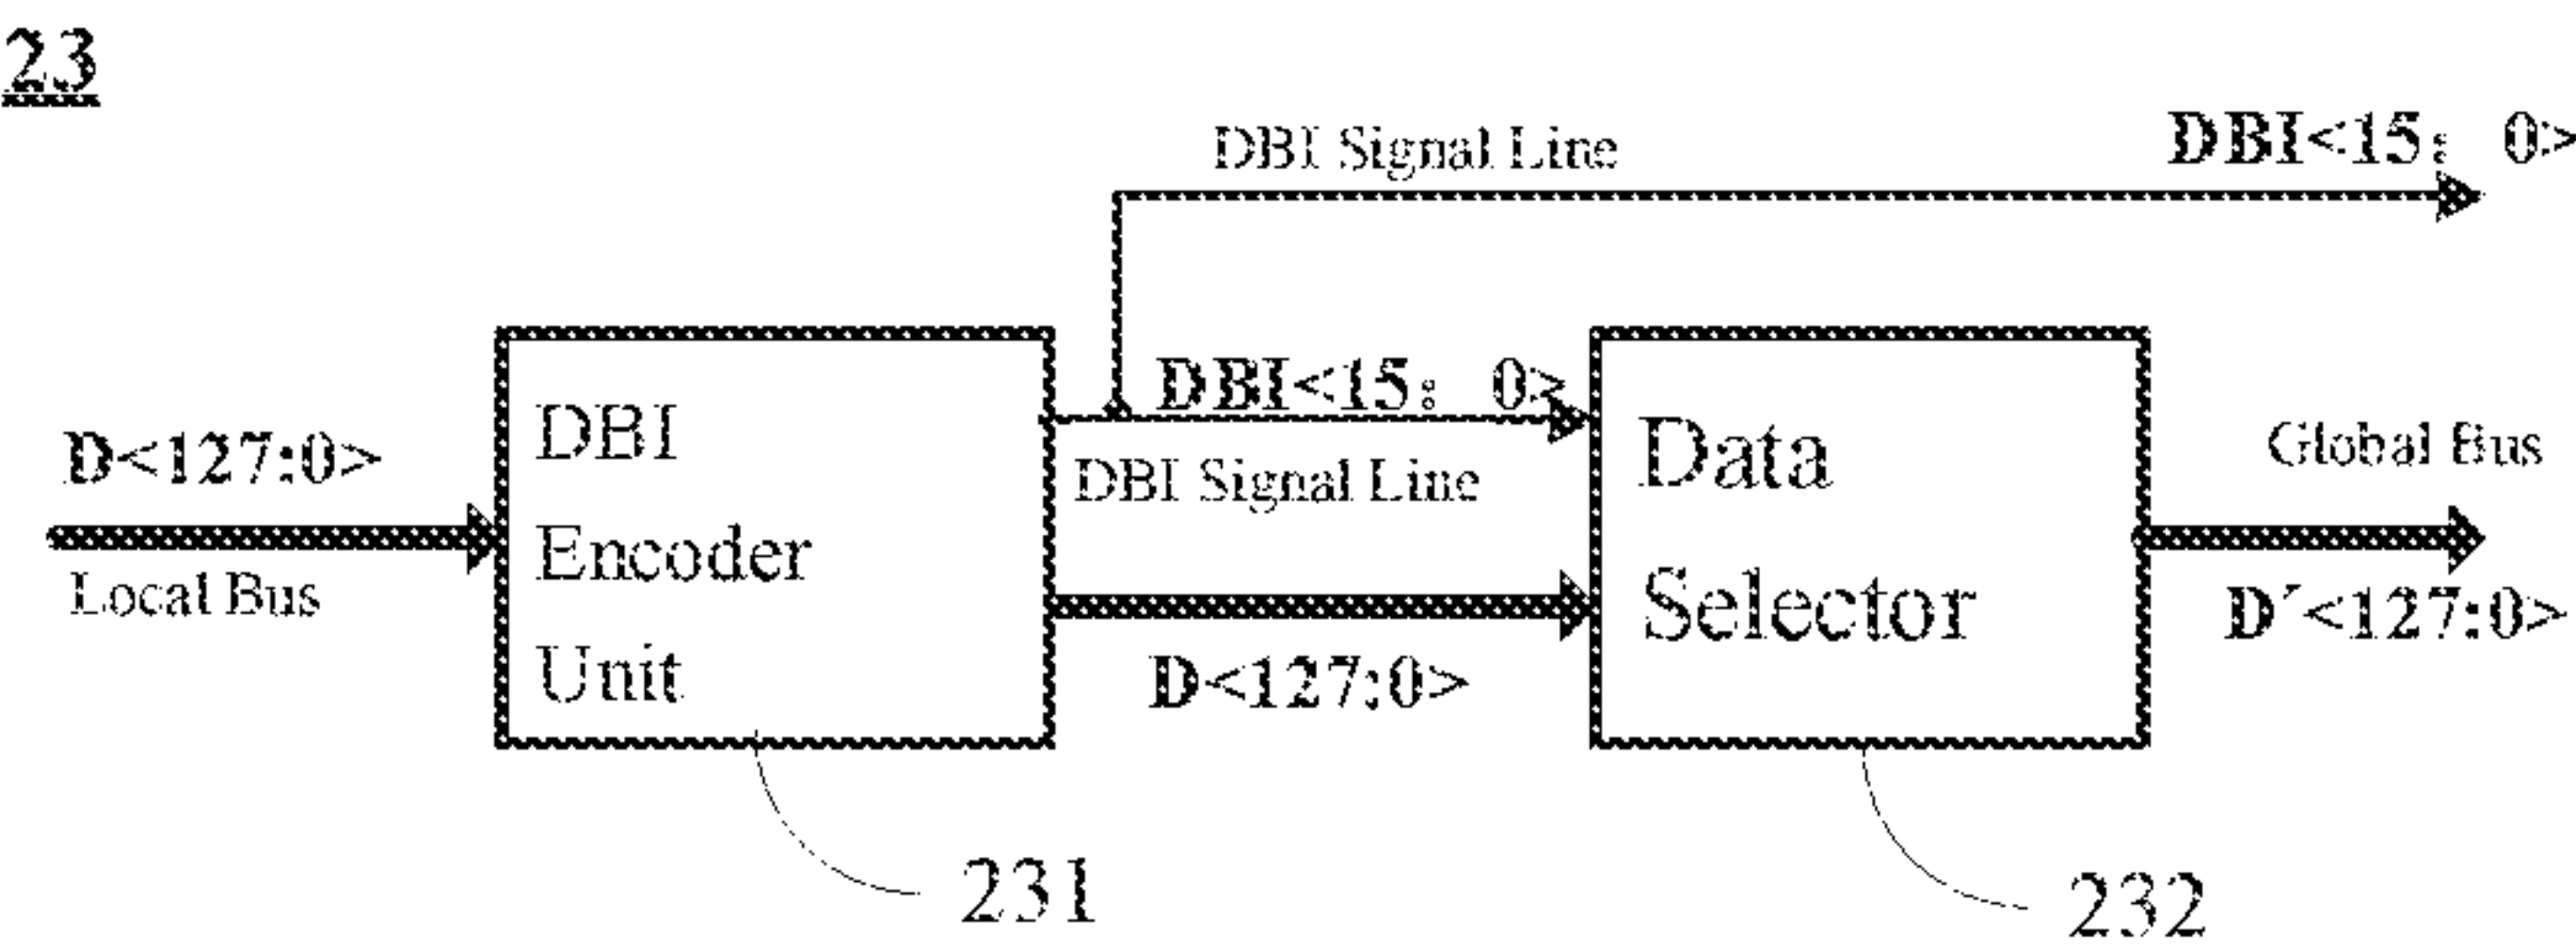 23
DBI Signal Line
DBI<15: 0>
DBI<15: 0>
DBI Signal Line
D<127:0>
Local Bus
DBI
Encoder
Unit
D<127:0>
Data
Selector
Global Bus
D´<127:0>
231
232